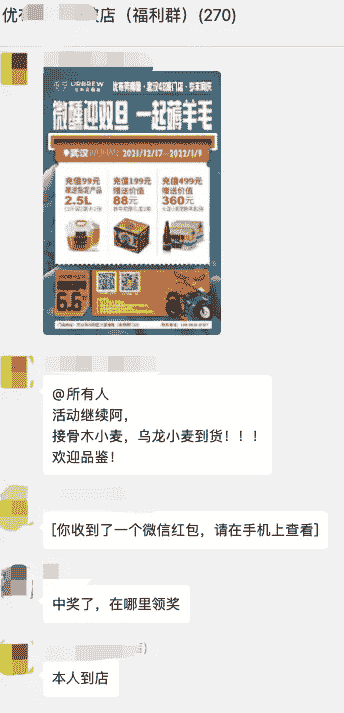 优 店（福利群）(270)
URBREW
微醺迎双旦 一起薅羊毛
武汉 2021/12/17-2022/1/9
充值99元 充值199元 充值499元
赠送价值 赠送价值
2.5L 88元 360元
6.6
@所有人
活动继续阿，
接骨木小麦，乌龙小麦到货！！！
欢迎品鉴！
[你收到了一个微信红包，请在手机上查看]
中奖了，在哪里领奖
本人到店